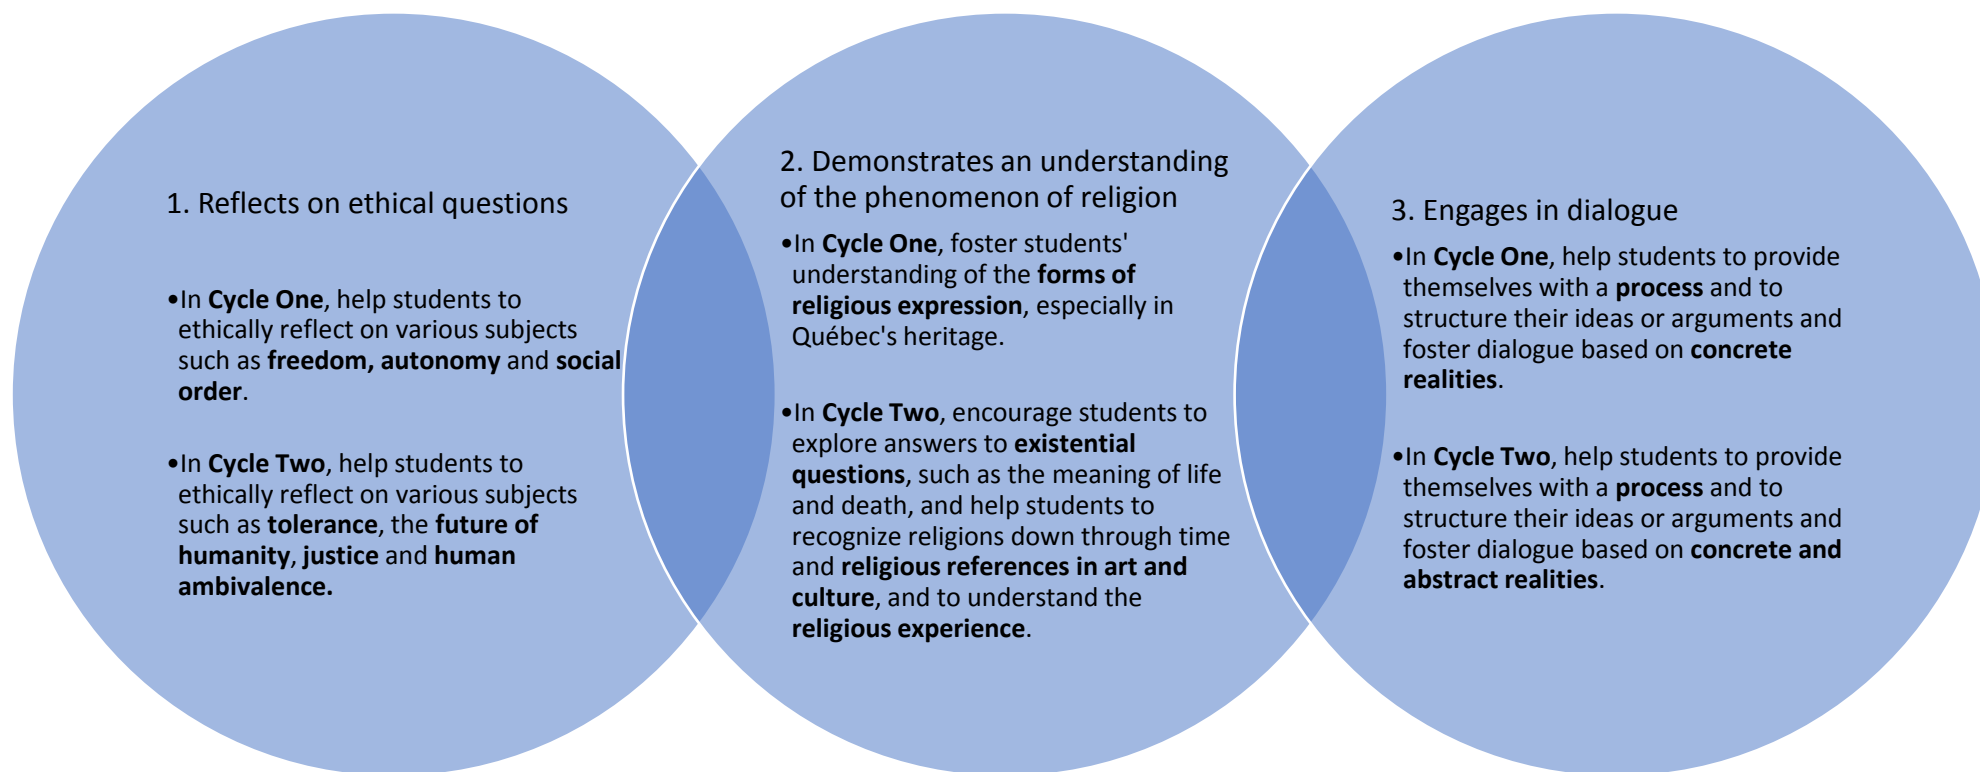 1. Reflects on ethical questions
•In Cycle One, help students to
ethically reflect on various subjects
such as freedom, autonomy and social
order.
•In Cycle Two, help students to
ethically reflect on various subjects
such as tolerance, the future of
humanity, justice and human
ambivalence.
2. Demonstrates an understanding
of the phenomenon of religion
•In Cycle One, foster students'
understanding of the forms of
religious expression, especially in
Québec's heritage.
•In Cycle Two, encourage students to
explore answers to existential
questions, such as the meaning of life
and death, and help students to
recognize religions down through time
and religious references in art and
culture, and to understand the
religious experience.
3. Engages in dialogue
•In Cycle One, help students to provide
themselves with a process and to
structure their ideas or arguments and
foster dialogue based on concrete
realities.
•In Cycle Two, help students to provide
themselves with a process and to
structure their ideas or arguments and
foster dialogue based on concrete and
abstract realities.